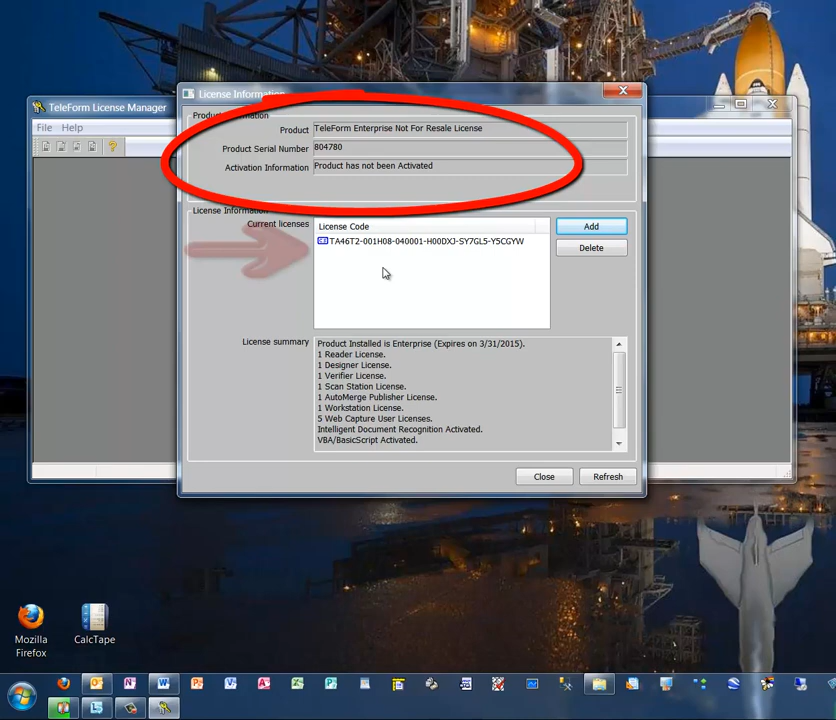 License Information
TeleForm License Manager
File Help
Product Information
Product TeleForm Enterprise Not For Resale License
Product Serial Number 804780
Activation Information Product has not been Activated
License Information
Current licenses License Code Add
TA46T2-001H08-040001-H00DXJ-SY7GL5-Y5CGYW Delete
License summary Product Installed is Enterprise (Expires on 3/31/2015).
1 Reader License.
1 Designer License.
1 Verifier License.
1 Scan Station License.
1 AutoMerge Publisher License.
1 Workstation License.
5 Web Capture User Licenses.
Intelligent Document Recognition Activated.
VBA/BasicScript Activated.
Close Refresh
Mozilla
Firefox
CalcTape